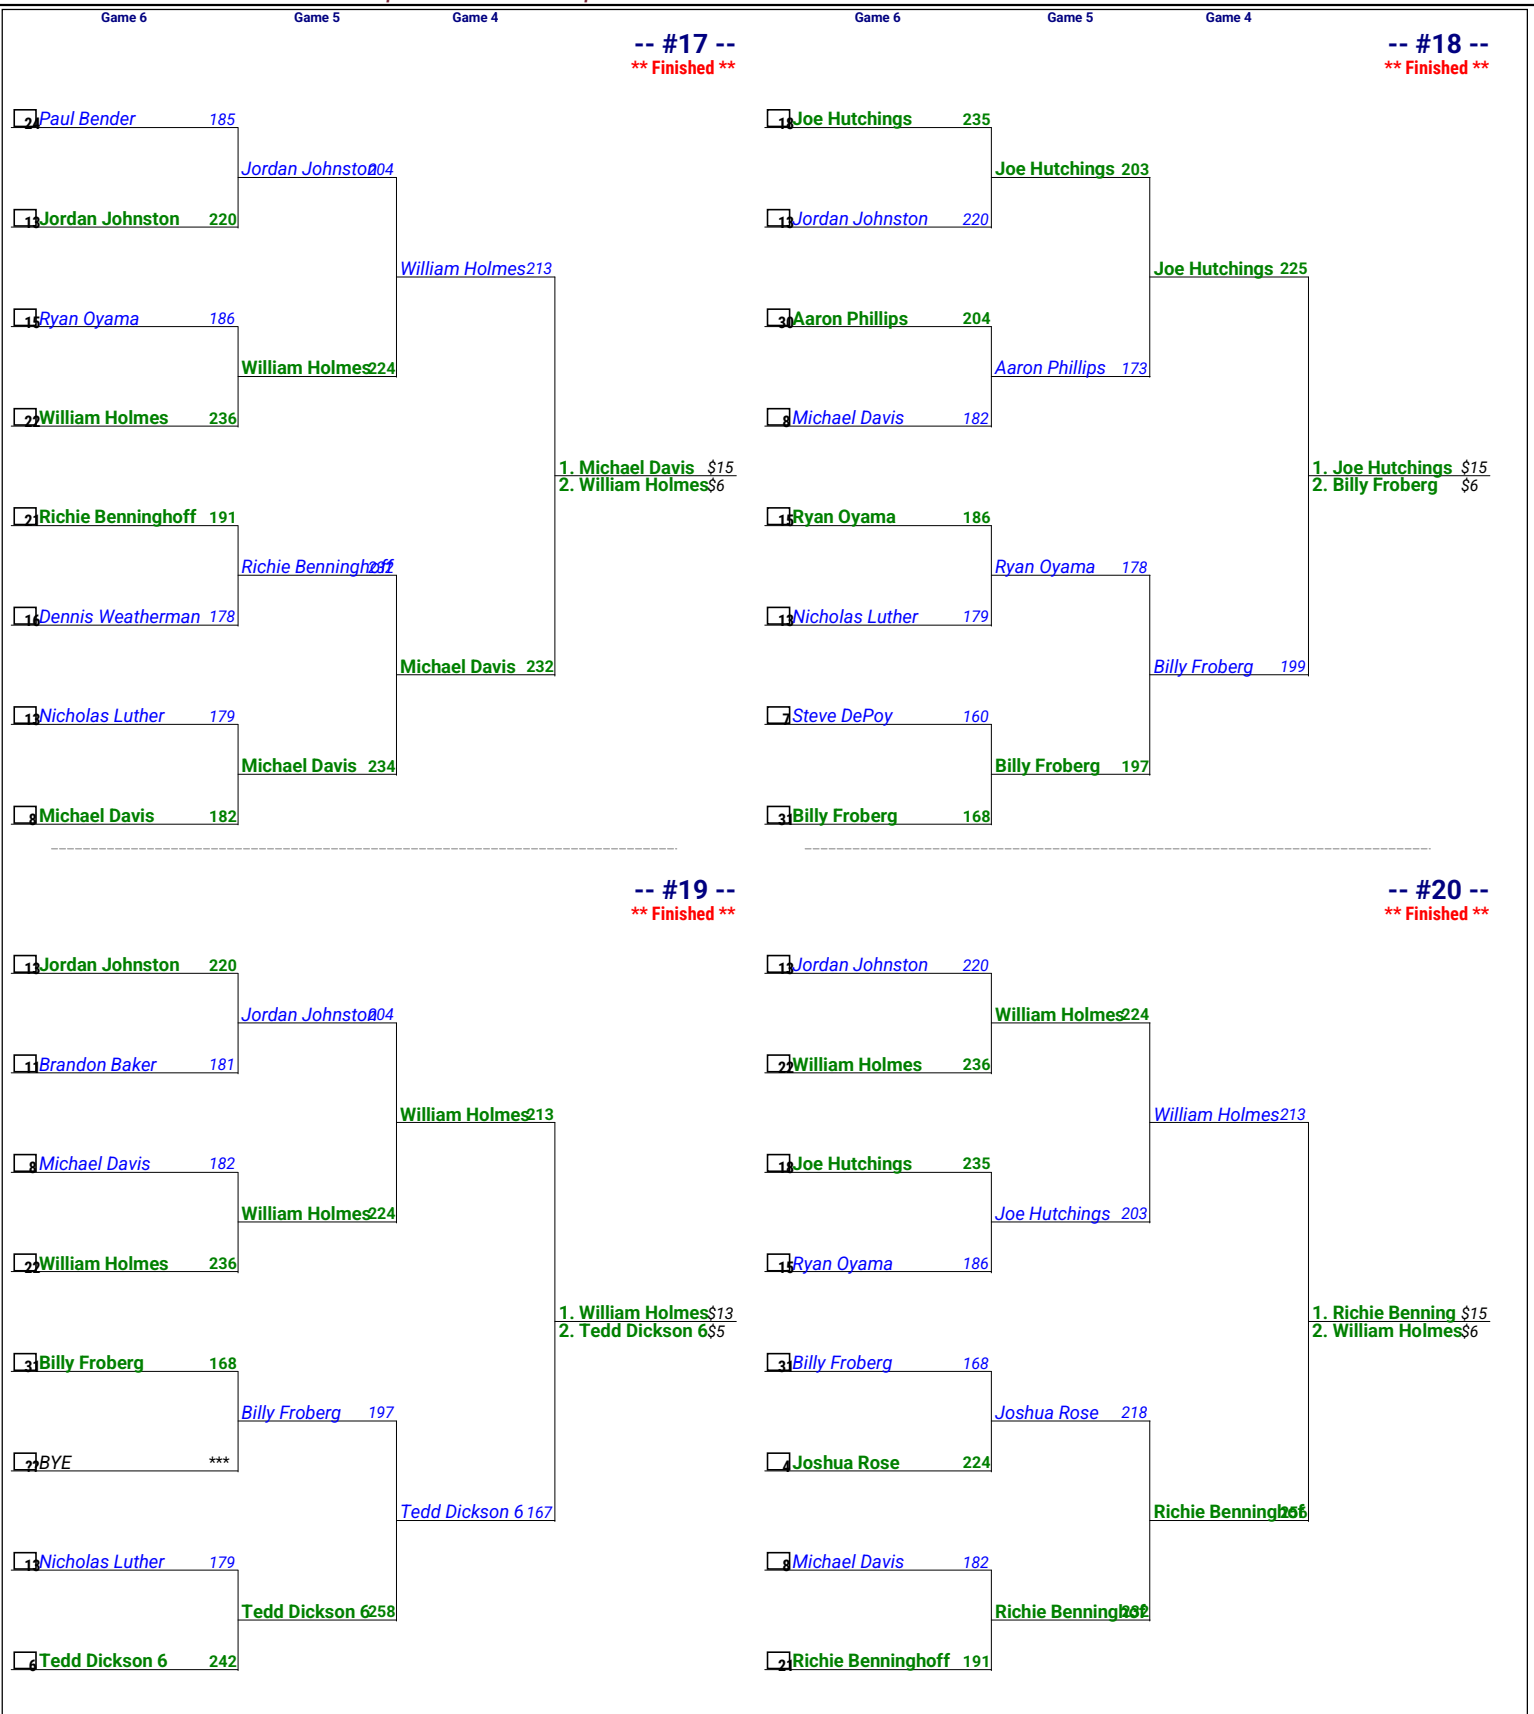 Game 6 Game 5 Game 4
-- #17 --
** Finished **
24 Paul Bender 185
Jordan Johnston 204
13 Jordan Johnston 220
William Holmes 213
15 Ryan Oyama 186
William Holmes 224
22 William Holmes 236
1. Michael Davis $15
2. William Holmes $6
21 Richie Benninghoff 191
Richie Benninghoff 232
16 Dennis Weatherman 178
Michael Davis 232
13 Nicholas Luther 179
Michael Davis 234
8 Michael Davis 182
Game 6 Game 5 Game 4
-- #18 --
** Finished **
18 Joe Hutchings 235
Joe Hutchings 203
13 Jordan Johnston 220
Joe Hutchings 225
30 Aaron Phillips 204
Aaron Phillips 173
8 Michael Davis 182
1. Joe Hutchings $15
2. Billy Froberg $6
15 Ryan Oyama 186
Ryan Oyama 178
13 Nicholas Luther 179
Billy Froberg 199
7 Steve DePoy 160
Billy Froberg 197
31 Billy Froberg 168
-- #19 --
** Finished **
13 Jordan Johnston 220
Jordan Johnston 204
11 Brandon Baker 181
William Holmes 213
8 Michael Davis 182
William Holmes 224
22 William Holmes 236
1. William Holmes $13
2. Tedd Dickson 6 $5
31 Billy Froberg 168
Billy Froberg 197
?? BYE ***
Tedd Dickson 6 167
13 Nicholas Luther 179
Tedd Dickson 6 258
6 Tedd Dickson 6 242
-- #20 --
** Finished **
13 Jordan Johnston 220
William Holmes 224
22 William Holmes 236
William Holmes 213
18 Joe Hutchings 235
Joe Hutchings 203
15 Ryan Oyama 186
1. Richie Benning $15
2. William Holmes $6
31 Billy Froberg 168
Joshua Rose 218
4 Joshua Rose 224
Richie Benninghof 256
8 Michael Davis 182
Richie Benninghof 232
21 Richie Benninghoff 191